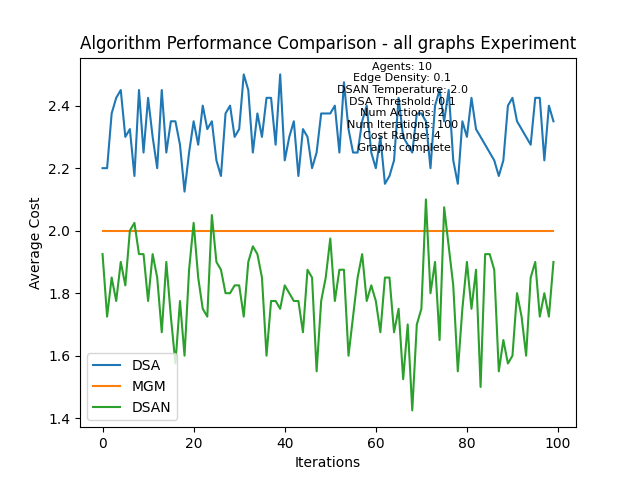 Algorithm Performance Comparison - all graphs Experiment
Agents: 10
Edge Density: 0.1
DSAN Temperature: 2.0
DSA Threshold: 0.1
Num Actions: 2
Num Iterations: 100
Cost Range: 4
Graph: complete
Average Cost
2.4
2.2
2.0
1.8
1.6
1.4
DSA
MGM
DSAN
0
20
40
60
80
100
Iterations